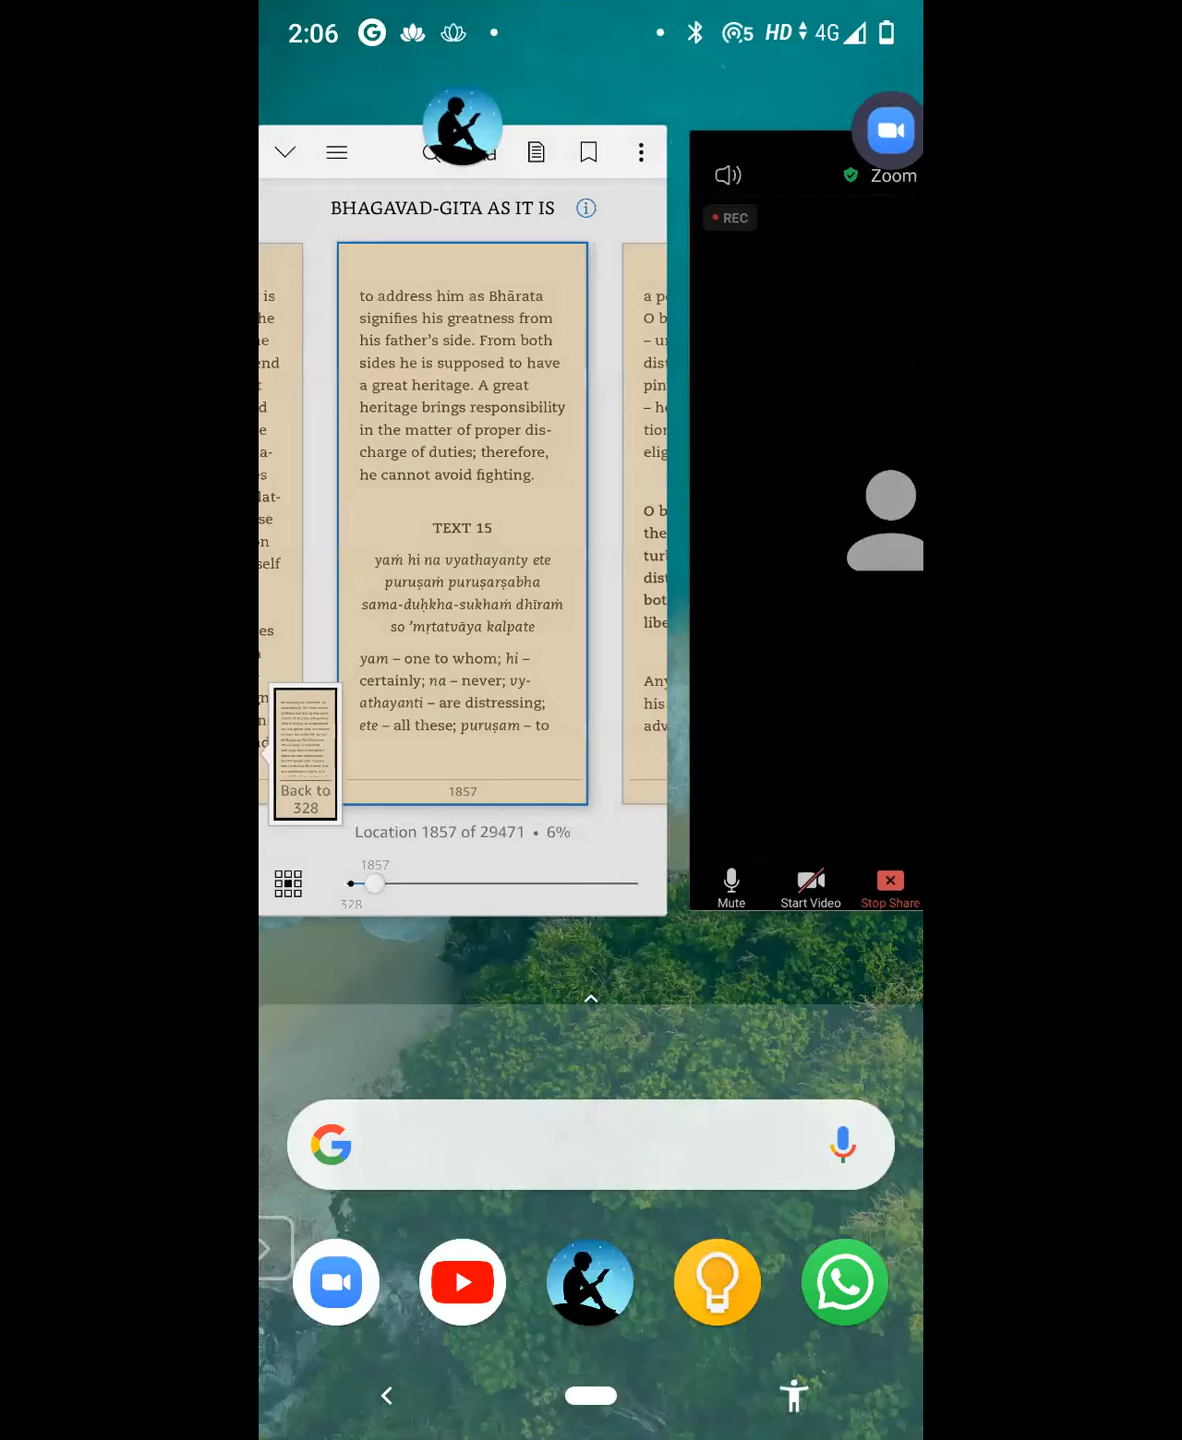 2:06
5 HD 4G
BHAGAVAD-GITA AS IT IS
to address him as Bhārata
signifies his greatness from
his father's side. From both
sides he is supposed to have
a great heritage. A great
heritage brings responsibility
in the matter of proper dis-
charge of duties; therefore,
he cannot avoid fighting.
TEXT 15
yaṁ hi na vyathayanty ete
puruṣaṁ puruṣarṣabha
sama-duḥkha-sukhaṁ dhīraṁ
so 'mṛtatvāya kalpate
yam – one to whom; hi –
certainly; na – never; vy-
athayanti – are distressing;
ete – all these; puruṣam – to
1857
Back to
328
Location 1857 of 29471 • 6%
1857
328
Zoom
REC
Mute
Start Video
Stop Share